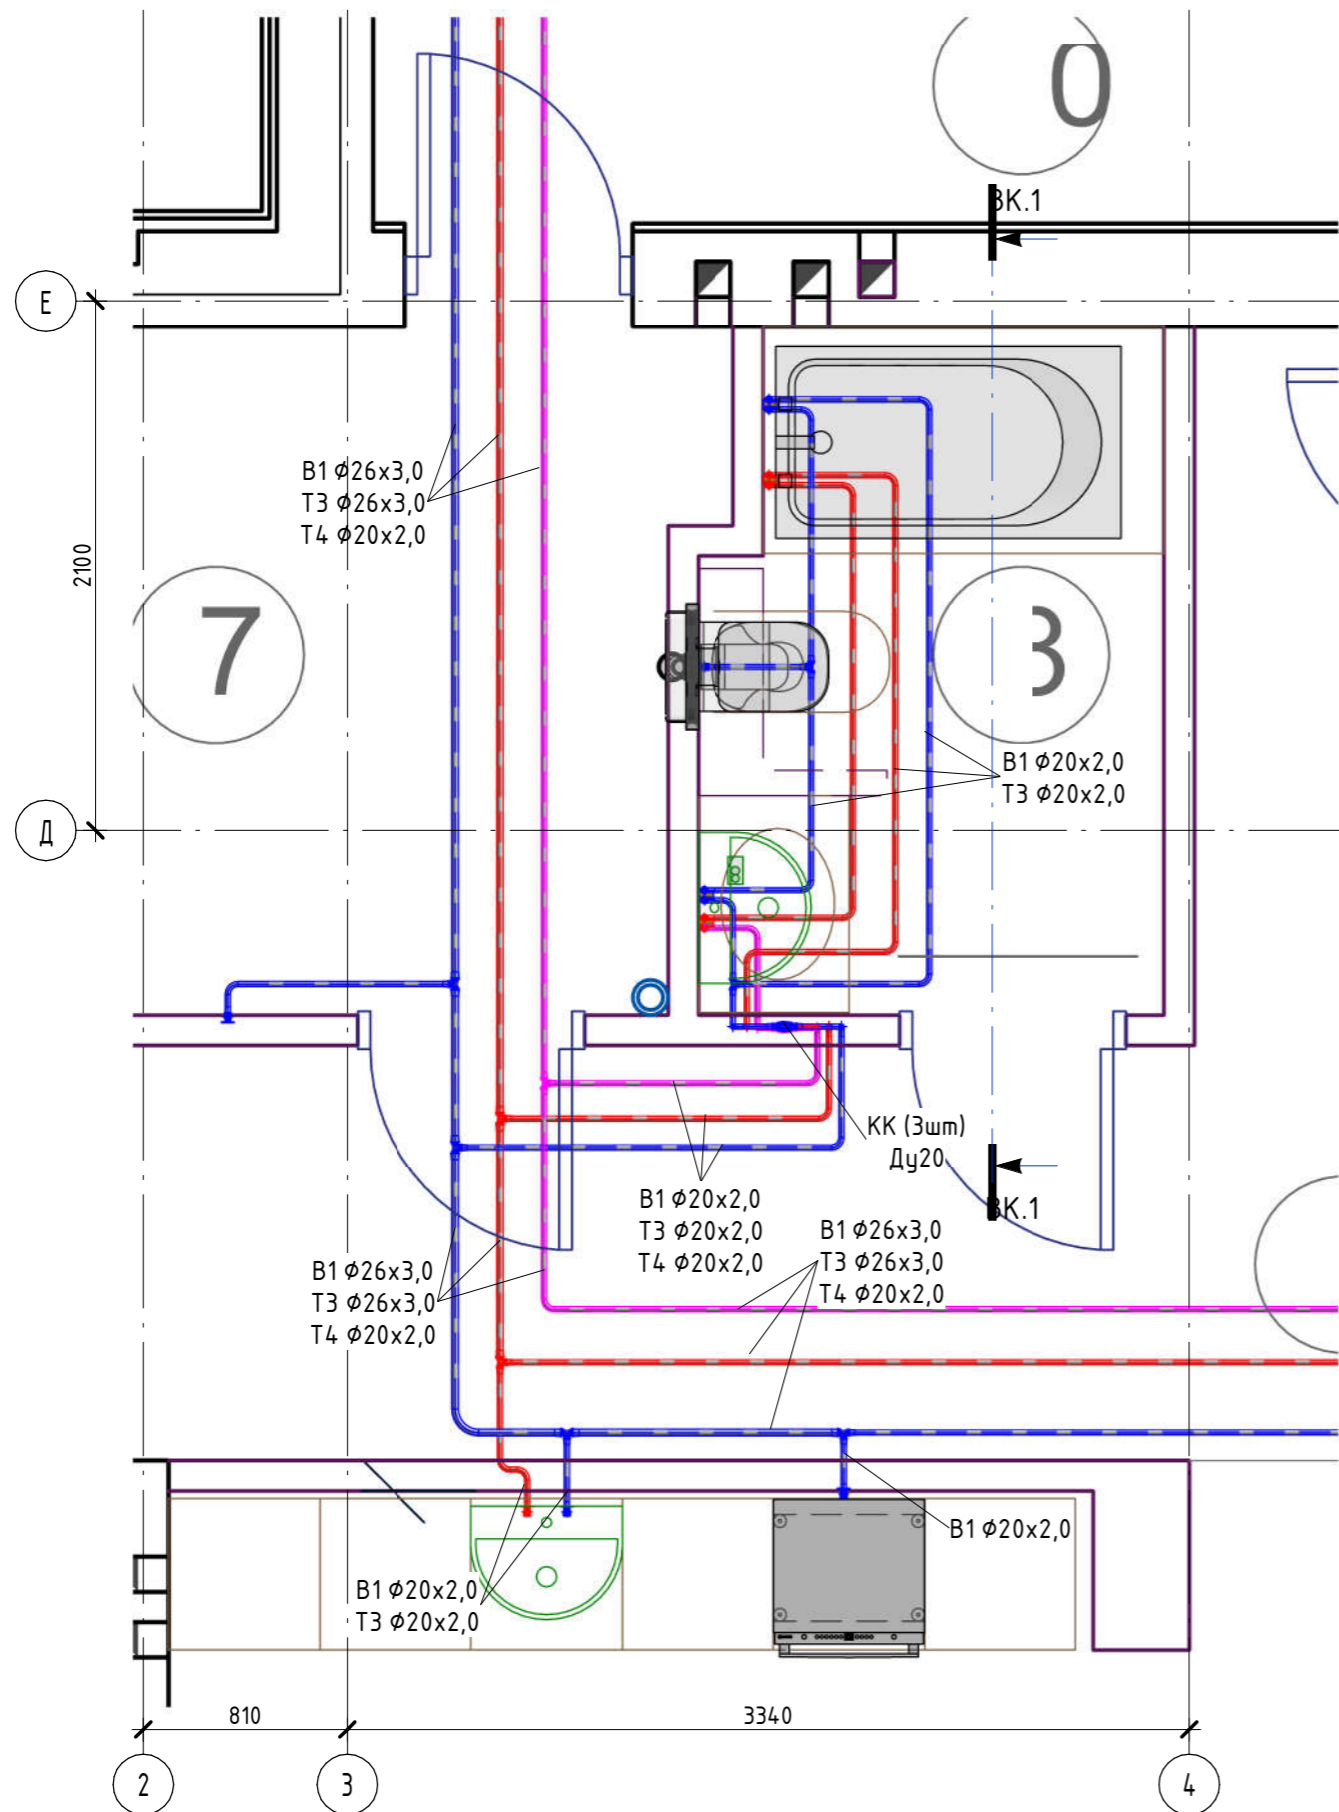 0
ВК.1
Е
В1 Ф26х3,0
Т3 Ф26х3,0
Т4 Ф20х2,0
2100
7
3
В1 Ф20х2,0
Т3 Ф20х2,0
Д
КК (3шт)
Ду20
В1 Ф20х2,0
Т3 Ф20х2,0
Т4 Ф20х2,0
ВК.1
В1 Ф26х3,0
Т3 Ф26х3,0
Т4 Ф20х2,0
В1 Ф26х3,0
Т3 Ф26х3,0
Т4 Ф20х2,0
В1 Ф20х2,0
В1 Ф20х2,0
Т3 Ф20х2,0
810
3340
2
3
4